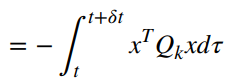 = − ∫_t^{t+δt} x^T Q_k x dτ